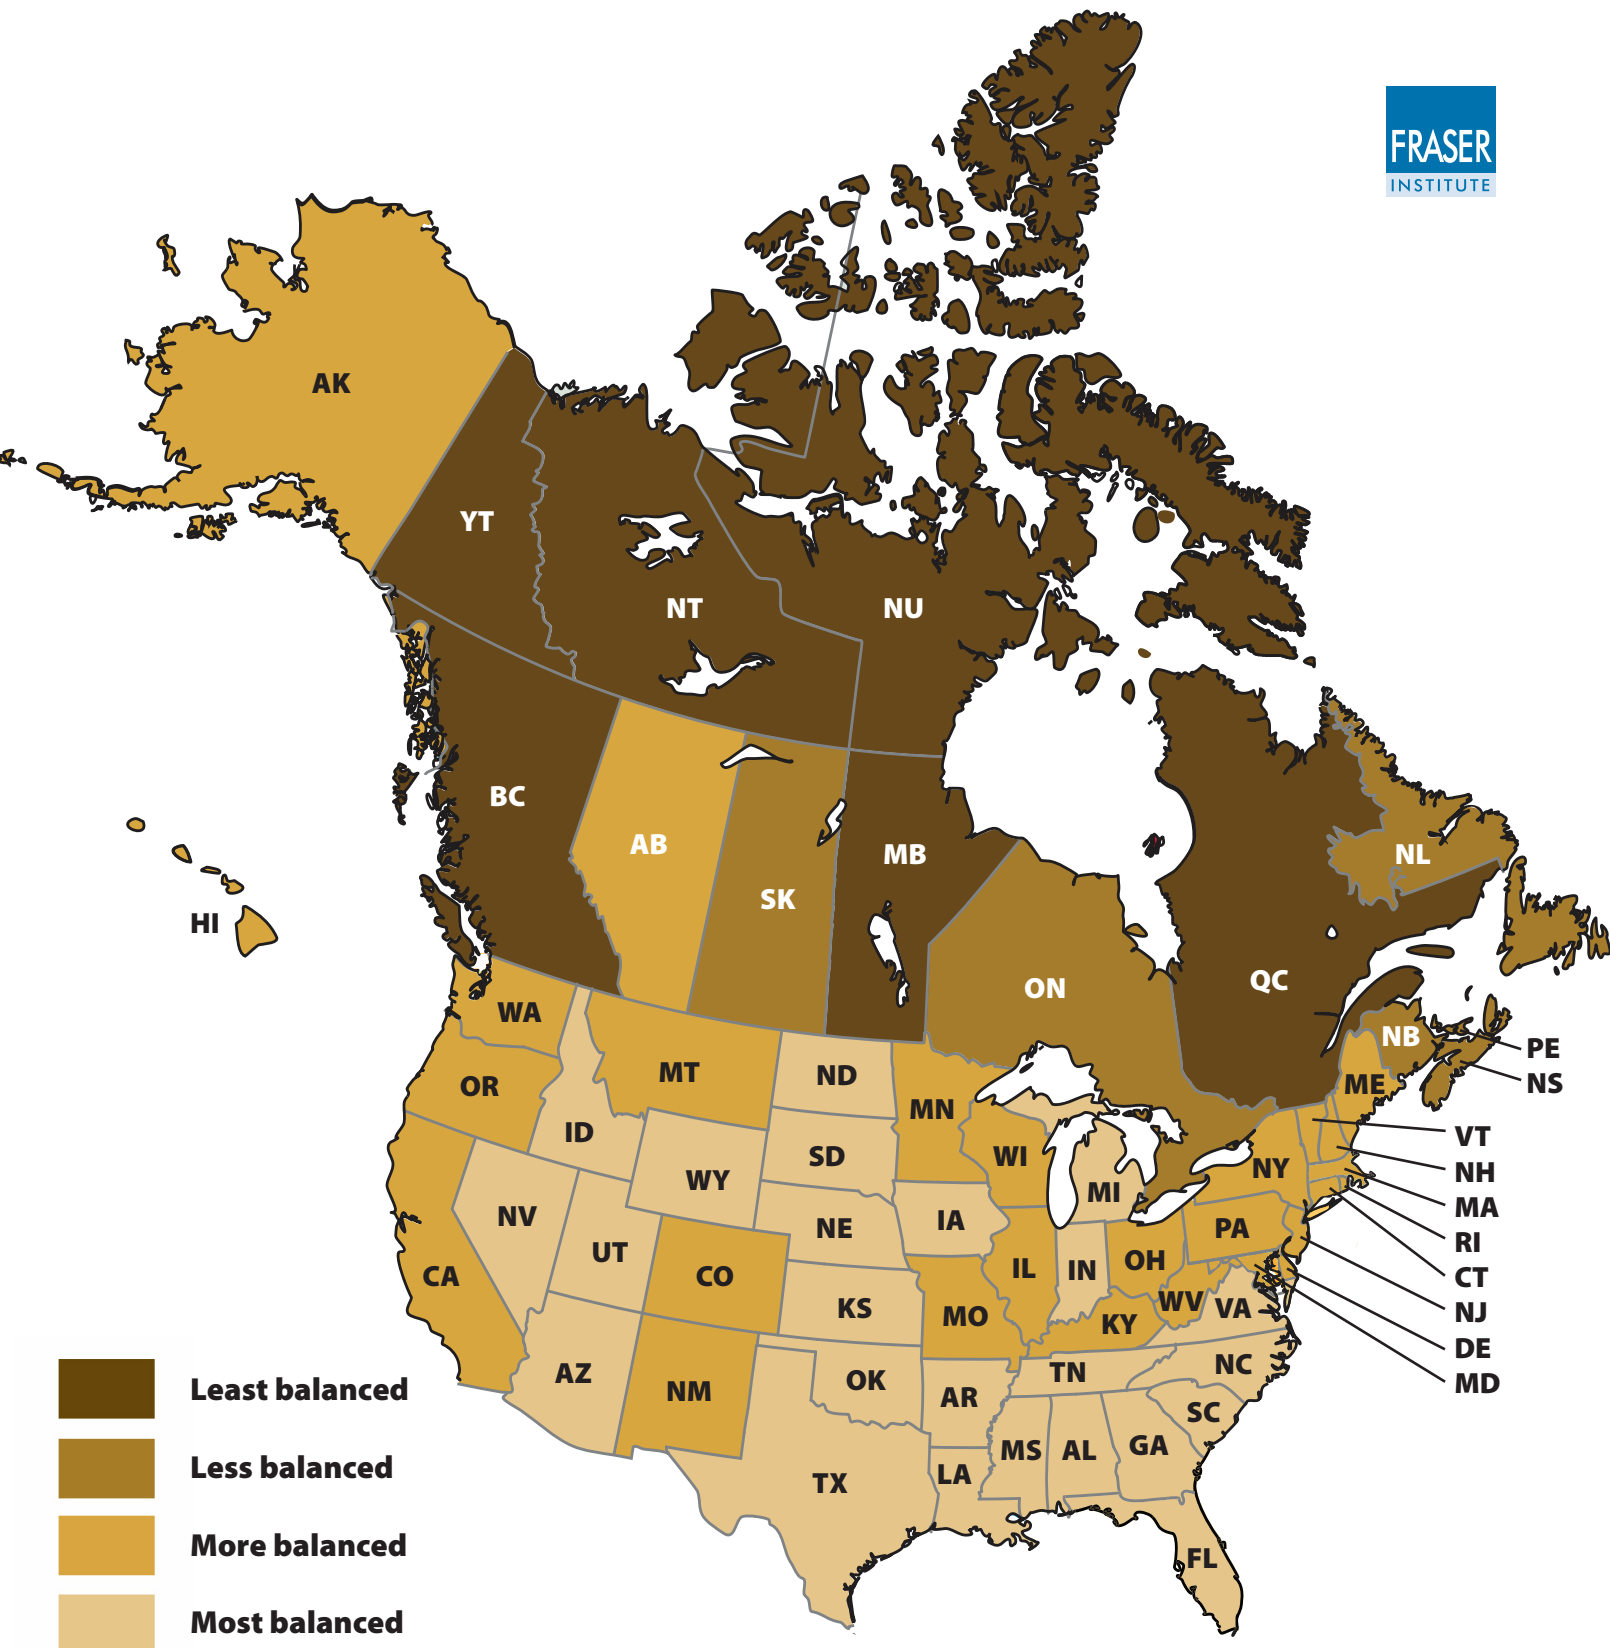 FRASER
INSTITUTE
AK
YT
NT
NU
BC
AB
SK
MB
ON
QC
NL
NB
PE
NS
HI
WA
OR
MT
ID
ND
MN
SD
WY
WI
MI
NY
ME
VT
NH
MA
RI
CT
NJ
DE
MD
NV
UT
CO
NE
IA
IL
IN
OH
PA
CA
KS
MO
KY
WV
VA
AZ
NM
OK
AR
TN
NC
SC
TX
LA
MS
AL
GA
FL
Least balanced
Less balanced
More balanced
Most balanced